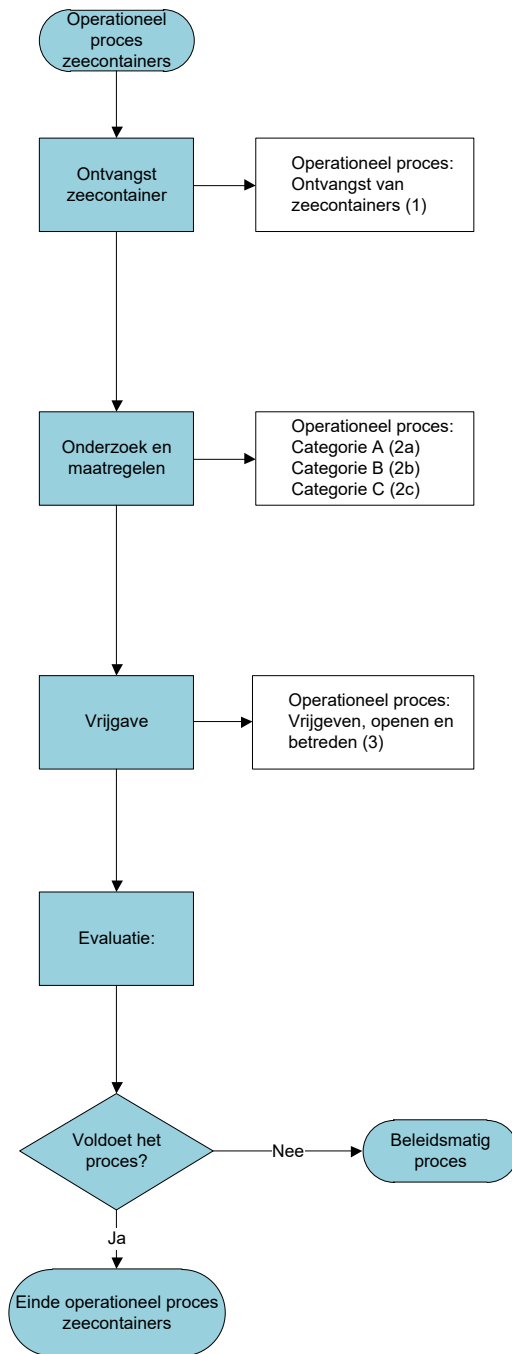 Operationeel
proces
zeecontainers
Ontvangst
zeecontainer
Operationeel proces:
Ontvangst van
zeecontainers (1)
Onderzoek en
maatregelen
Operationeel proces:
Categorie A (2a)
Categorie B (2b)
Categorie C (2c)
Vrijgave
Operationeel proces:
Vrijgeven, openen en
betreden (3)
Evaluatie:
Voldoet het
proces?
Nee
Beleidsmatig
proces
Ja
Einde operationeel proces
zeecontainers